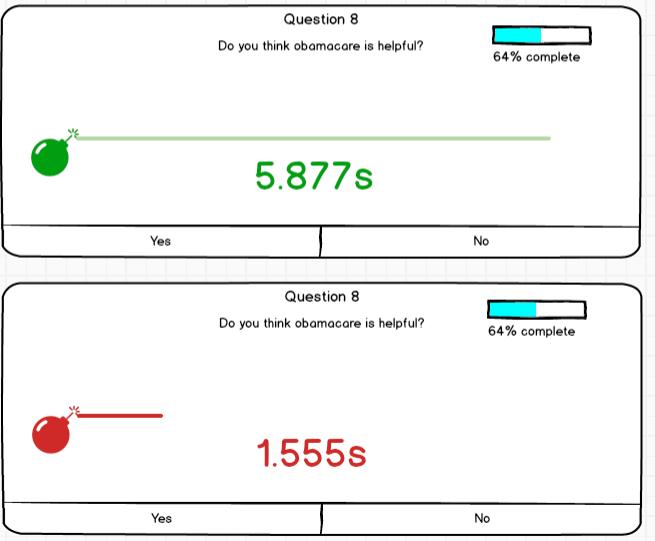 Question 8
Do you think obamacare is helpful?
64% complete
5.877s
Yes
No
Question 8
Do you think obamacare is helpful?
64% complete
1.555s
Yes
No